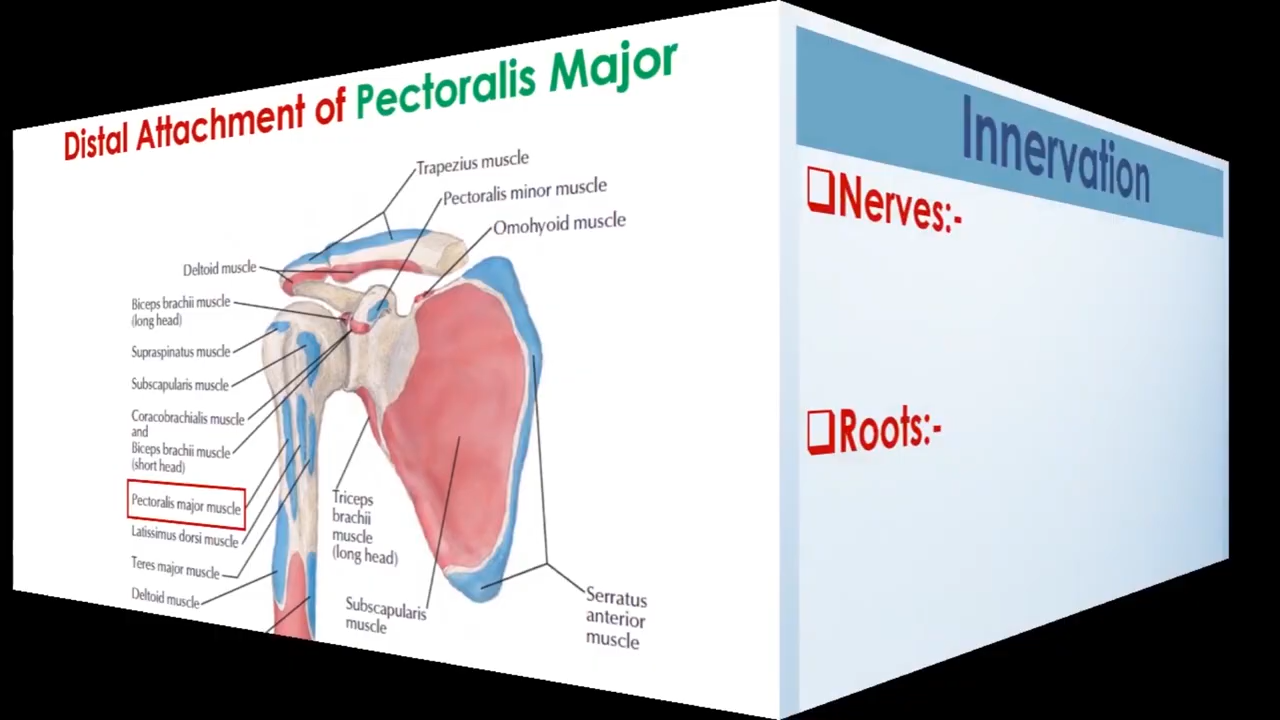 Distal Attachment of Pectoralis Major
Trapezius muscle
Pectoralis minor muscle
Omohyoid muscle
Deltoid muscle
Biceps brachii muscle
(long head)
Supraspinatus muscle
Subscapularis muscle
Coracobrachialis muscle
and
Biceps brachii muscle
(short head)
Pectoralis major muscle
Latissimus dorsi muscle
Teres major muscle
Deltoid muscle
Triceps
brachii
muscle
(long head)
Subscapularis
muscle
Serratus
anterior
muscle
Innervation
Nerves:-
Roots:-